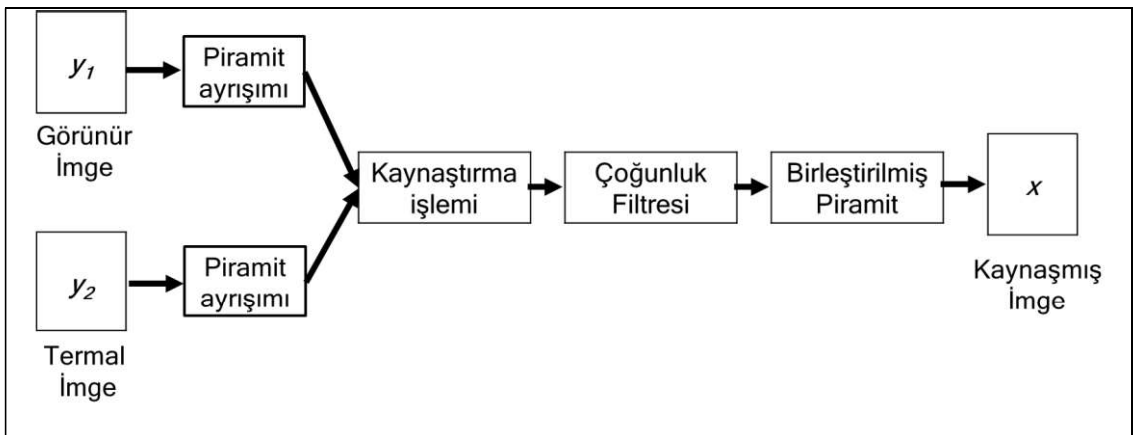 y1
Görünür
İmge
Piramit
ayrışımı
y2
Termal
İmge
Piramit
ayrışımı
Kaynaştırma
işlemi
Çoğunluk
Filtresi
Birleştirilmiş
Piramit
x
Kaynaşmış
İmge